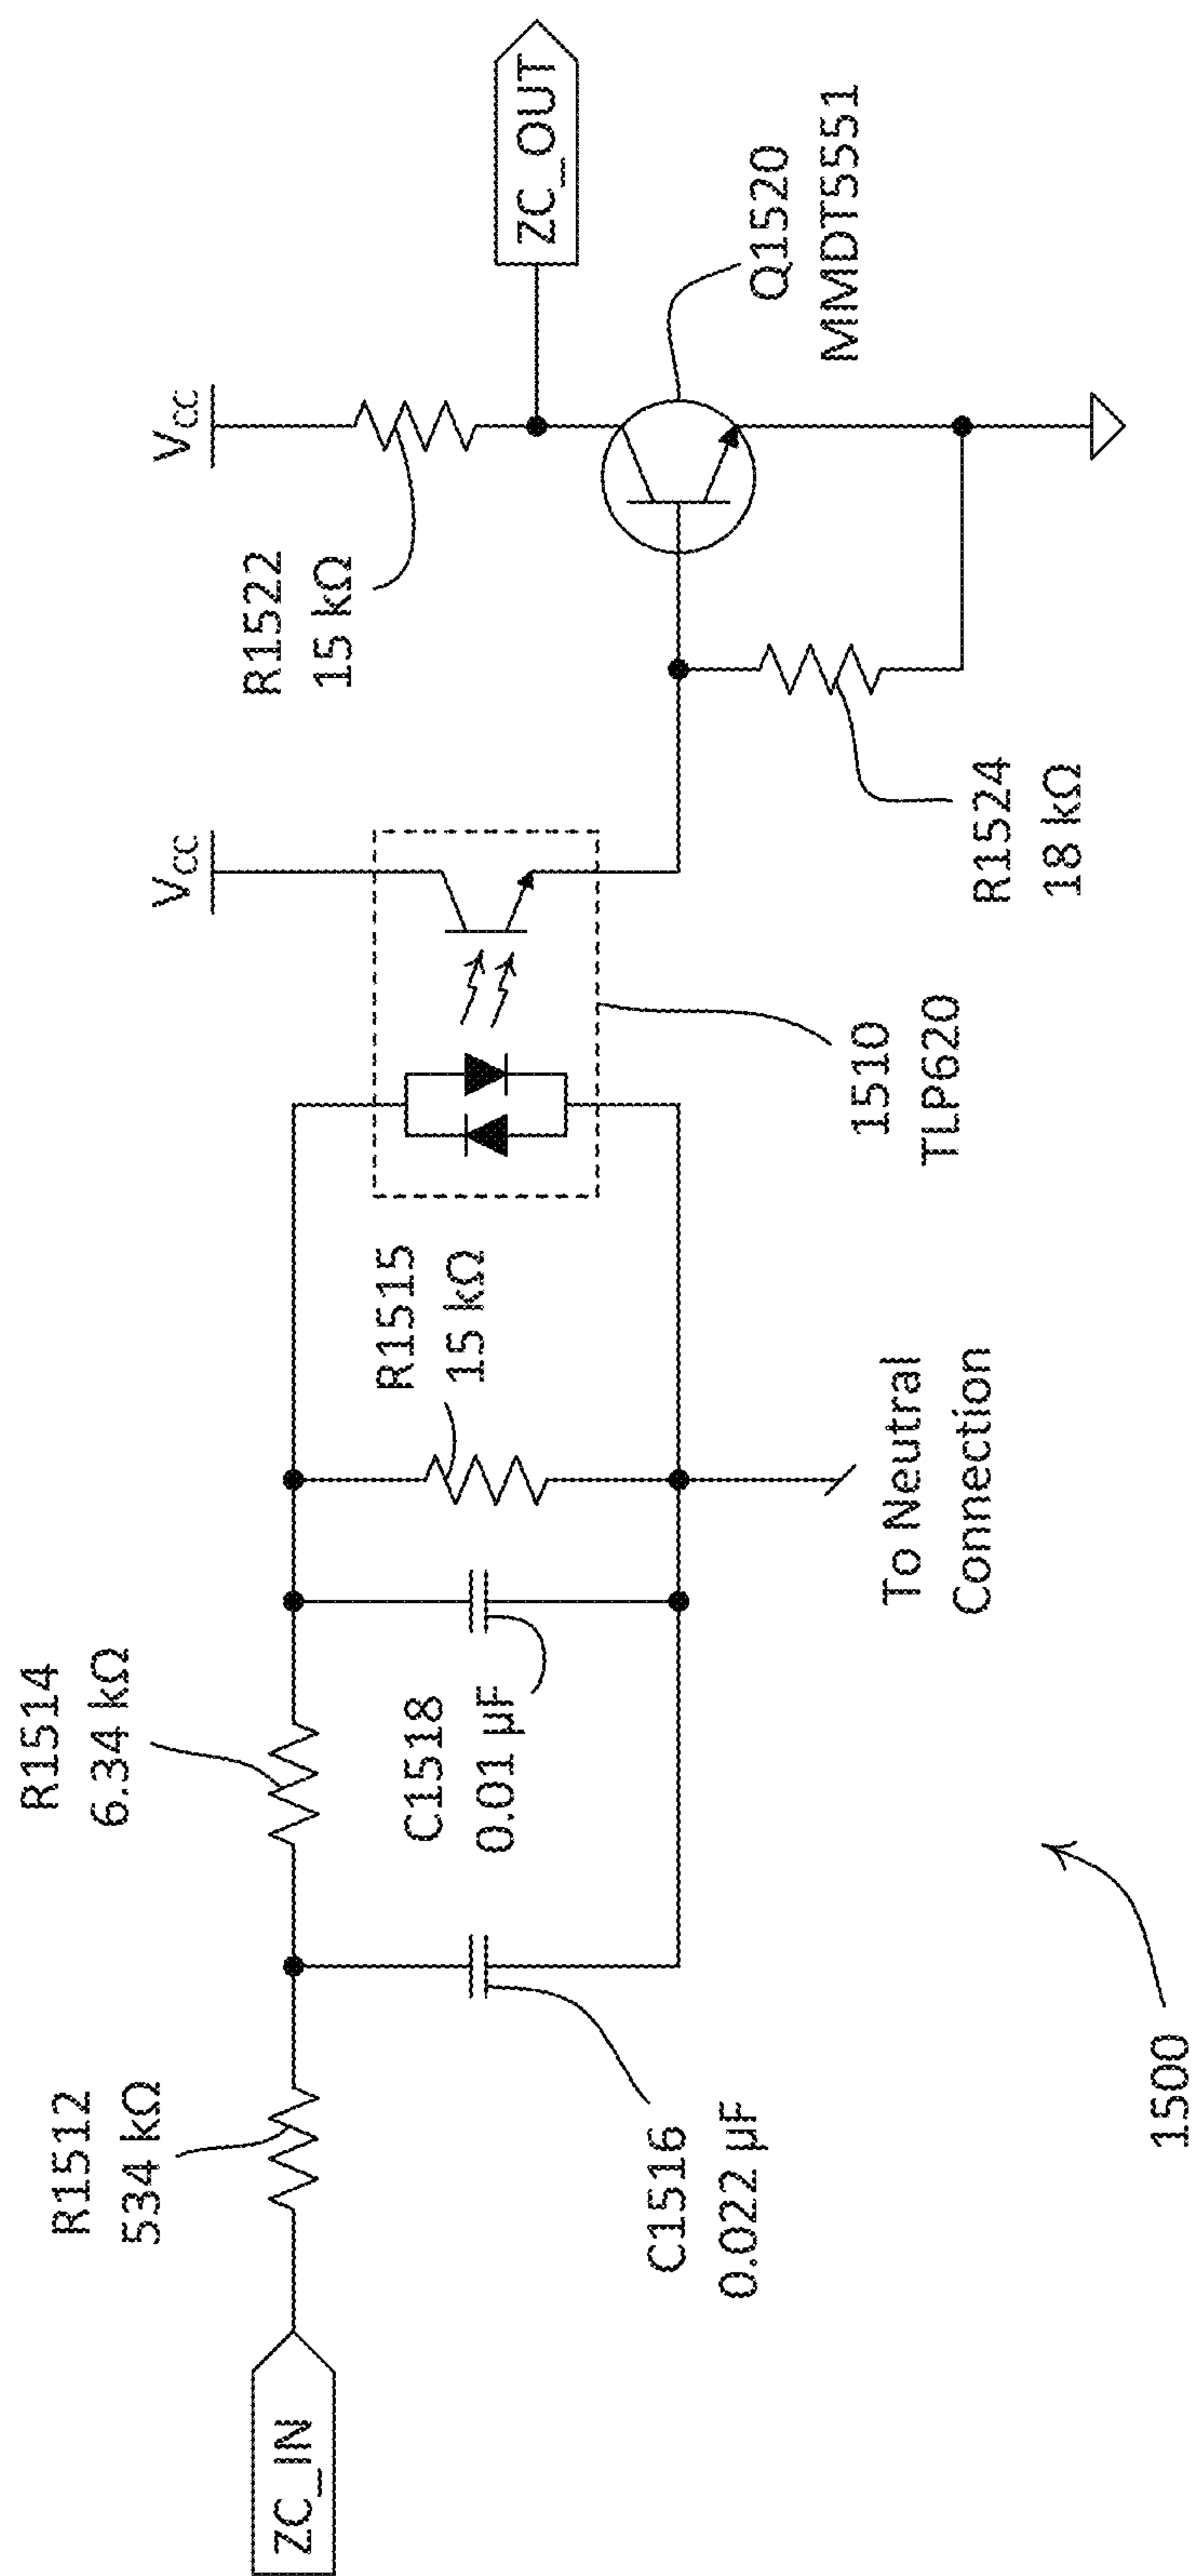 ZC_IN
R1512
534 kΩ
C1516
0.022 µF
R1514
6.34 kΩ
C1518
0.01 µF
R1515
15 kΩ
To Neutral
Connection
1510
TLP620
VCC
R1524
18 kΩ
R1522
15 kΩ
VCC
ZC_OUT
Q1520
MMDT5551
1500